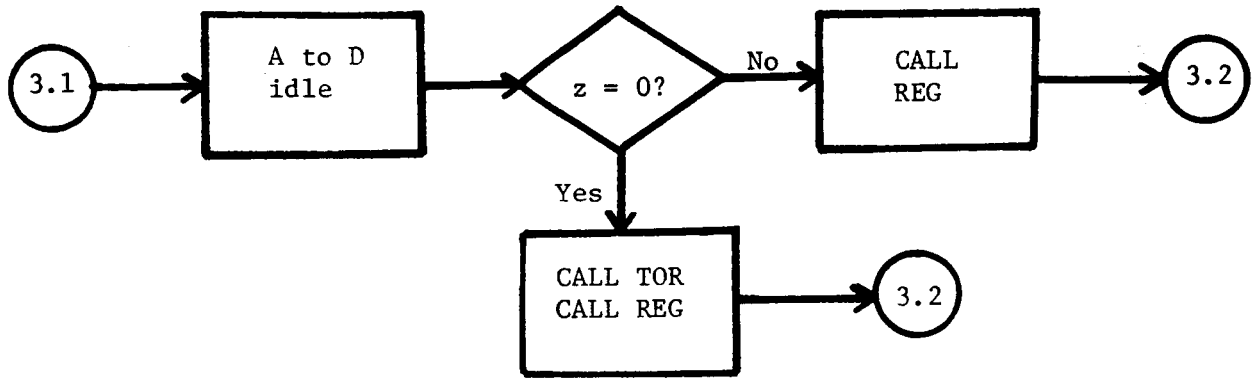 3.1
A to D
idle
z = 0?
No
CALL
REG
3.2
Yes
CALL TOR
CALL REG
3.2